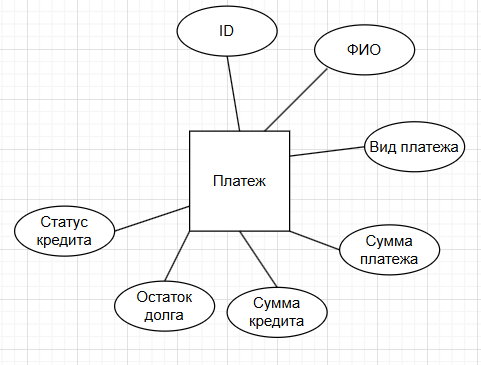 ID
ФИО
Вид платежа
Платеж
Статус
кредита
Сумма
платежа
Остаток
долга
Сумма
кредита